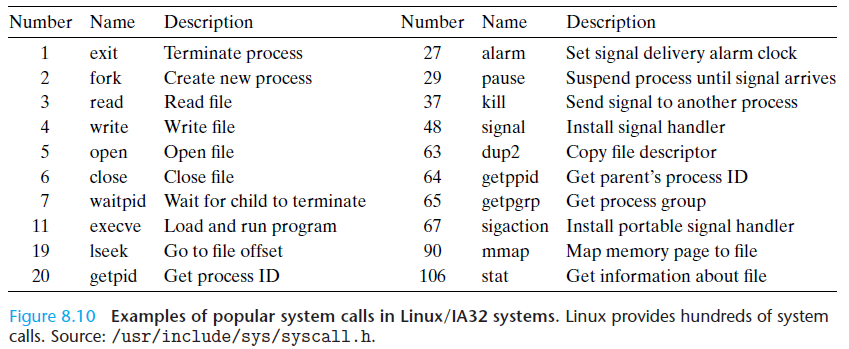 Number Name Description Number Name Description
1 exit Terminate process 27 alarm Set signal delivery alarm clock
2 fork Create new process 29 pause Suspend process until signal arrives
3 read Read file 37 kill Send signal to another process
4 write Write file 48 signal Install signal handler
5 open Open file 63 dup2 Copy file descriptor
6 close Close file 64 getppid Get parent's process ID
7 waitpid Wait for child to terminate 65 getpgrp Get process group
11 execve Load and run program 67 sigaction Install portable signal handler
19 lseek Go to file offset 90 mmap Map memory page to file
20 getpid Get process ID 106 stat Get information about file
Figure 8.10 Examples of popular system calls in Linux/IA32 systems. Linux provides hundreds of system
calls. Source: /usr/include/sys/syscall.h.